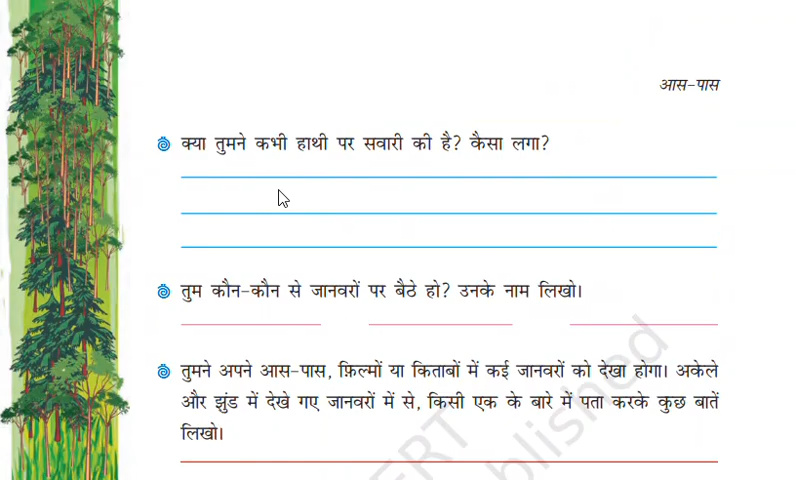 आस-पास
क्या तुमने कभी हाथी पर सवारी की है? कैसा लगा?
तुम कौन-कौन से जानवरों पर बैठे हो? उनके नाम लिखो।
तुमने अपने आस-पास, फ़िल्मों या किताबों में कई जानवरों को देखा होगा। अकेले
और झुंड में देखे गए जानवरों में से, किसी एक के बारे में पता करके कुछ बातें
लिखो।